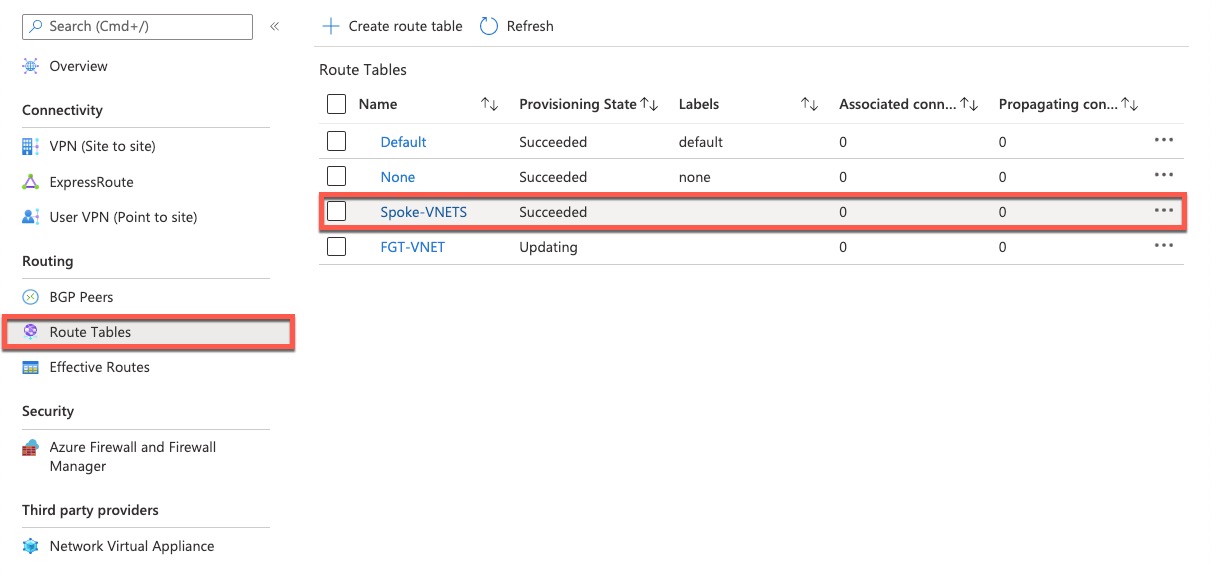 Search (Cmd+/)
«
Overview
Connectivity
VPN (Site to site)
ExpressRoute
User VPN (Point to site)
Routing
BGP Peers
Route Tables
Effective Routes
Security
Azure Firewall and Firewall
Manager
Third party providers
Network Virtual Appliance
Create route table Refresh
Route Tables
Name Provisioning State Labels Associated conn... Propagating con...
Default Succeeded default 0 0 ...
None Succeeded none 0 0 ...
Spoke-VNETS Succeeded 0 0 ...
FGT-VNET Updating 0 0 ...